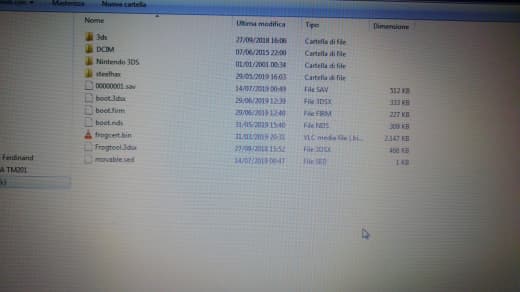 Masterizza Nuova cartella
Nome Ultima modifica Tipo Dimensione
3ds 27/09/2018 16:06 Cartella di file
DCIM 07/06/2015 22:00 Cartella di file
Nintendo 3DS 01/01/2001 00:38 Cartella di file
steelhax 29/05/2019 16:03 Cartella di file
00000001.sav 14/07/2019 00:49 File SAV 512 KB
boot.3dsx 29/06/2019 12:39 File 3DSX 333 KB
boot.firm 29/06/2019 12:40 File FIRM 227 KB
boot.nds 31/05/2019 15:40 File NDS 309 KB
frogcert.bin 31/03/2019 20:31 VLC media file (.bi... 2.147 KB
Frogtool.3dsx 27/08/2018 15:52 File 3DSX 466 KB
movable.sed 14/07/2019 00:47 File SED 1 KB
Ferdinand
A TM201